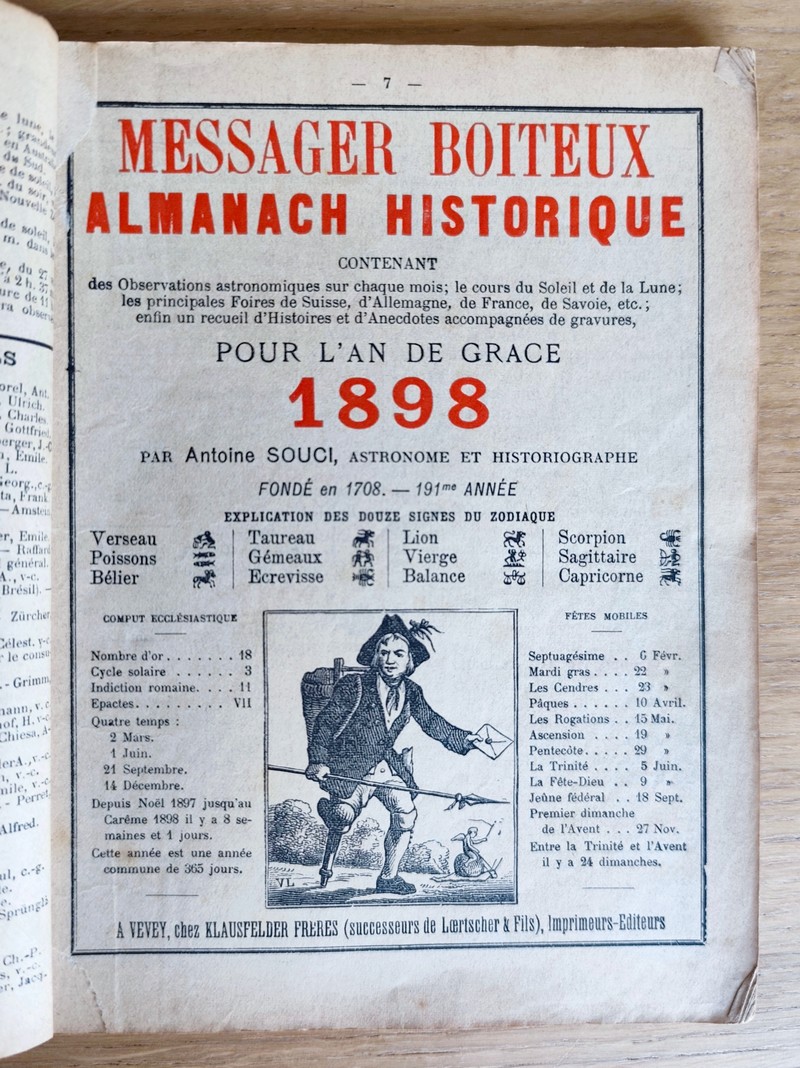 — 7 —
MESSAGER BOITEUX
ALMANACH HISTORIQUE
CONTENANT
des Observations astronomiques sur chaque mois; le cours du Soleil et de la Lune;
les principales Foires de Suisse, d'Allemagne, de France, de Savoie, etc.;
enfin un recueil d'Histoires et d'Anecdotes accompagnées de gravures,
POUR L'AN DE GRACE
1898
PAR Antoine SOUCI, ASTRONOME ET HISTORIOGRAPHE
FONDÉ en 1708. — 191me ANNÉE
EXPLICATION DES DOUZE SIGNES DU ZODIAQUE
Verseau
Poissons
Bélier
Taureau
Gémeaux
Ecrevisse
Lion
Vierge
Balance
Scorpion
Sagittaire
Capricorne
COMPUT ECCLÉSIASTIQUE
Nombre d'or . . . . . . . 18
Cycle solaire . . . . . . 3
Indiction romaine. . . . 11
Epactes. . . . . . . . . VII
Quatre temps :
2 Mars.
1 Juin.
21 Septembre.
14 Décembre.
Depuis Noël 1897 jusqu'au
Carême 1898 il y a 8 se-
maines et 1 jours.
Cette année est une année
commune de 365 jours.
VL
FÊTES MOBILES
Septuagésime . . 6 Févr.
Mardi gras . . . . 22 »
Les Cendres . . . 23 »
Pâques . . . . . . 10 Avril.
Les Rogations . . 15 Mai.
Ascension . . . . 19 »
Pentecôte. . . . . 29 »
La Trinité . . . . 5 Juin.
La Fête-Dieu . . 9 »
Jeûne fédéral . . 18 Sept.
Premier dimanche
de l'Avent . . . 27 Nov.
Entre la Trinité et l'Avent
il y a 24 dimanches.
A VEVEY, chez KLAUSFELDER FRÈRES (successeurs de Lœrtscher & Fils), Imprimeurs-Editeurs